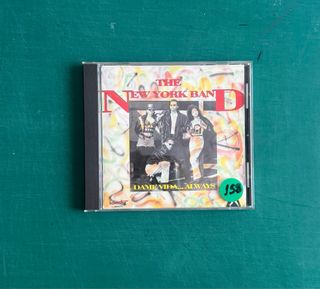 THE
NEW YORK BAND
DAME VIDA... ALWAYS
158